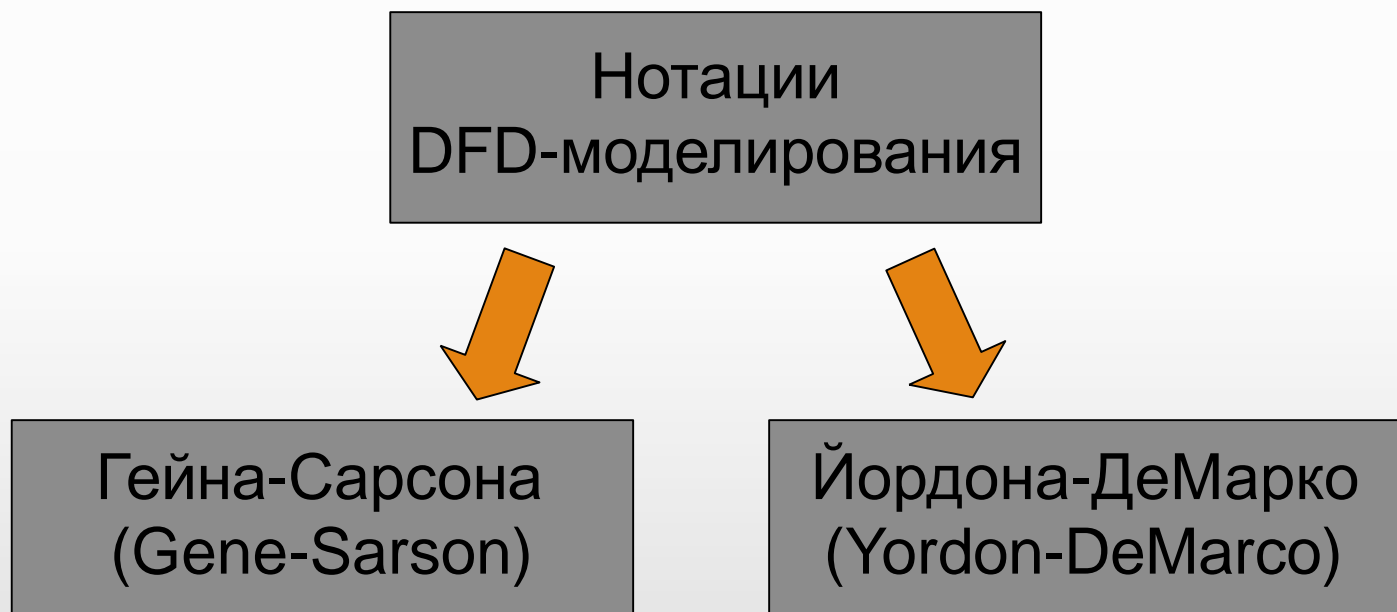 Нотации
DFD-моделирования
Гейна-Сарсона
(Gene-Sarson)
Йордона-ДеМарко
(Yordon-DeMarco)